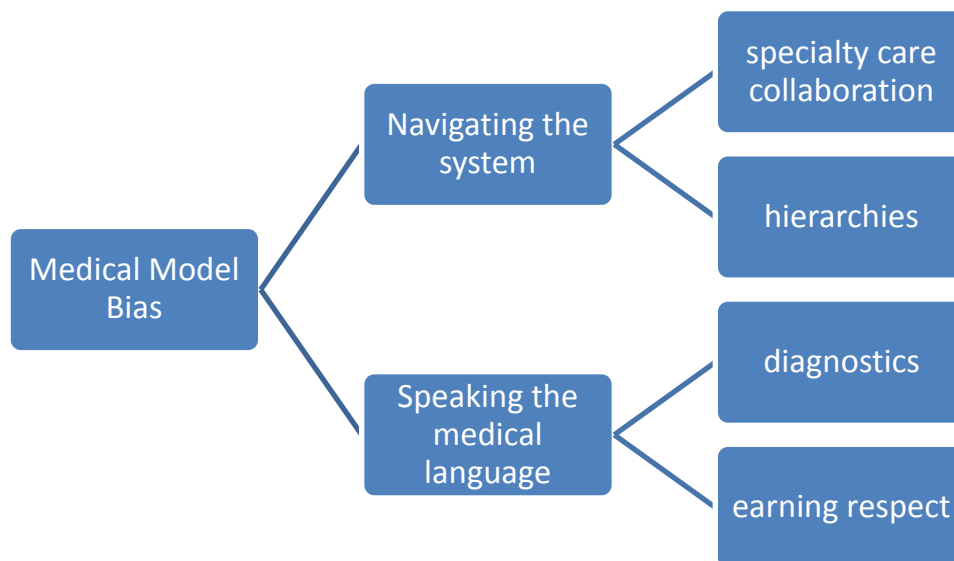 Medical Model
Bias
Navigating the
system
specialty care
collaboration
hierarchies
Speaking the
medical
language
diagnostics
earning respect